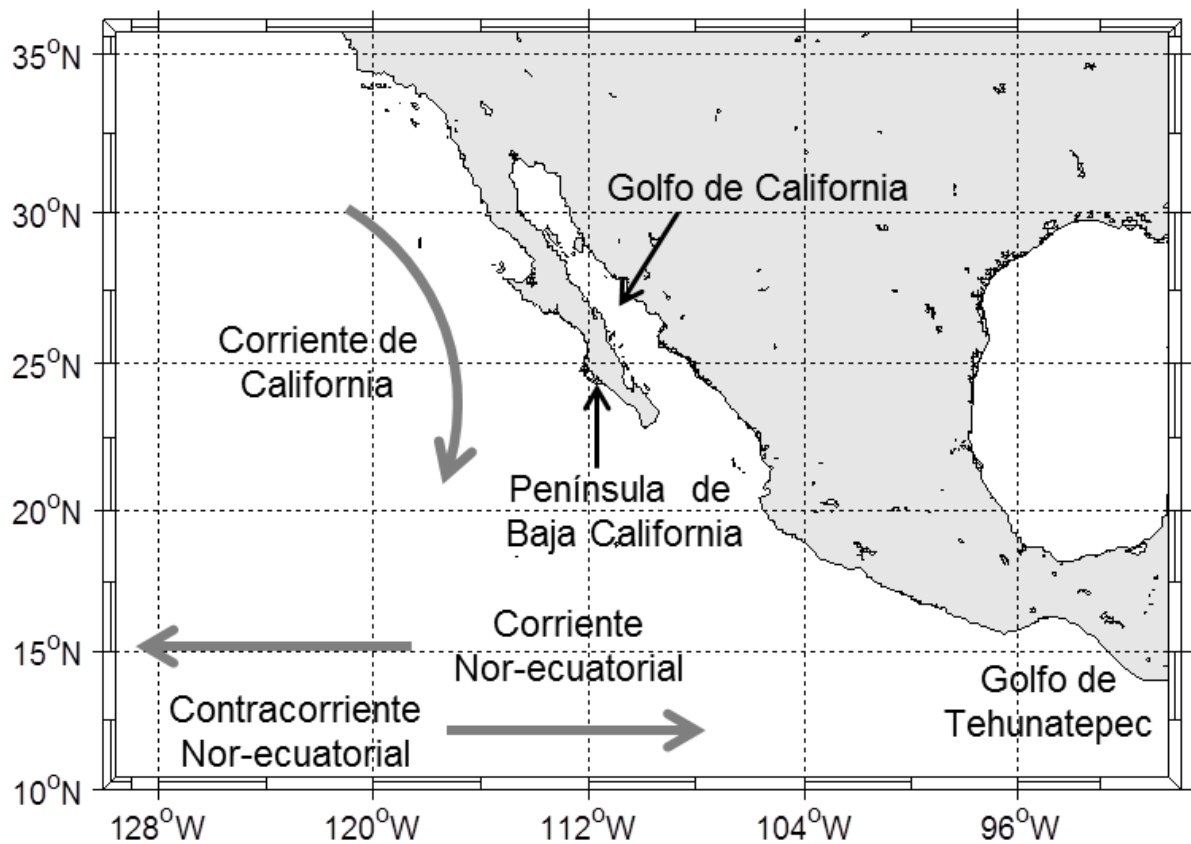 35°N
30°N
25°N
20°N
15°N
10°N
128°W
120°W
112°W
104°W
96°W
Golfo de California
Corriente de
California
Península de
Baja California
Corriente
Nor-ecuatorial
Contracorriente
Nor-ecuatorial
Golfo de
Tehunatepec